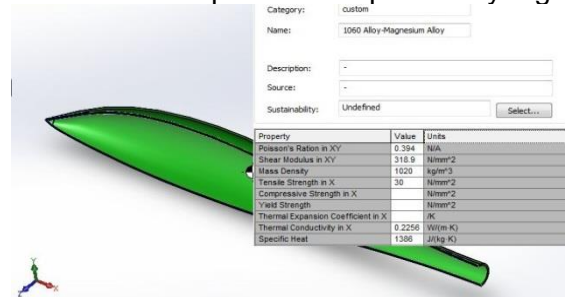 Category: custom
Name: 1060 Alloy-Magnesium Alloy
Description: -
Source: -
Sustainability: Undefined Select...
Property Value Units
Poisson's Ration in XY 0.394 N/A
Shear Modulus in XY 318.9 N/mm^2
Mass Density 1020 kg/m^3
Tensile Strength in X 30 N/mm^2
Compressive Strength in X N/mm^2
Yield Strength N/mm^2
Thermal Expansion Coefficient in X /K
Thermal Conductivity in X 0.2256 W/(m·K)
Specific Heat 1386 J/(kg·K)
Y
Z